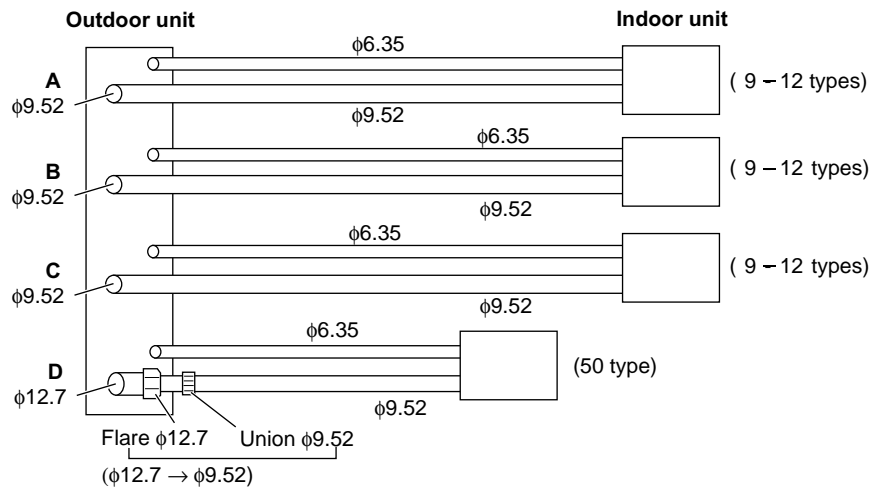 Outdoor unit
Indoor unit
ϕ6.35
A
ϕ9.52
ϕ9.52
( 9 – 12 types)
ϕ6.35
B
ϕ9.52
ϕ9.52
( 9 – 12 types)
ϕ6.35
C
ϕ9.52
ϕ9.52
( 9 – 12 types)
ϕ6.35
D
ϕ12.7
ϕ9.52
(50 type)
Flare ϕ12.7
Union ϕ9.52
(ϕ12.7 → ϕ9.52)